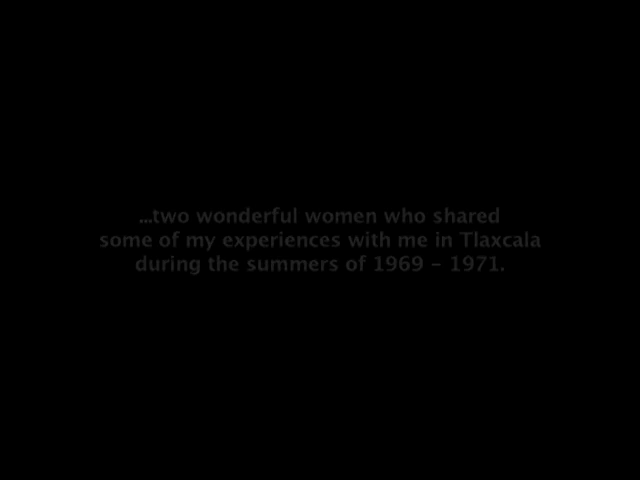 ...two wonderful women who shared
some of my experiences with me in Tlaxcala
during the summers of 1969 - 1971.